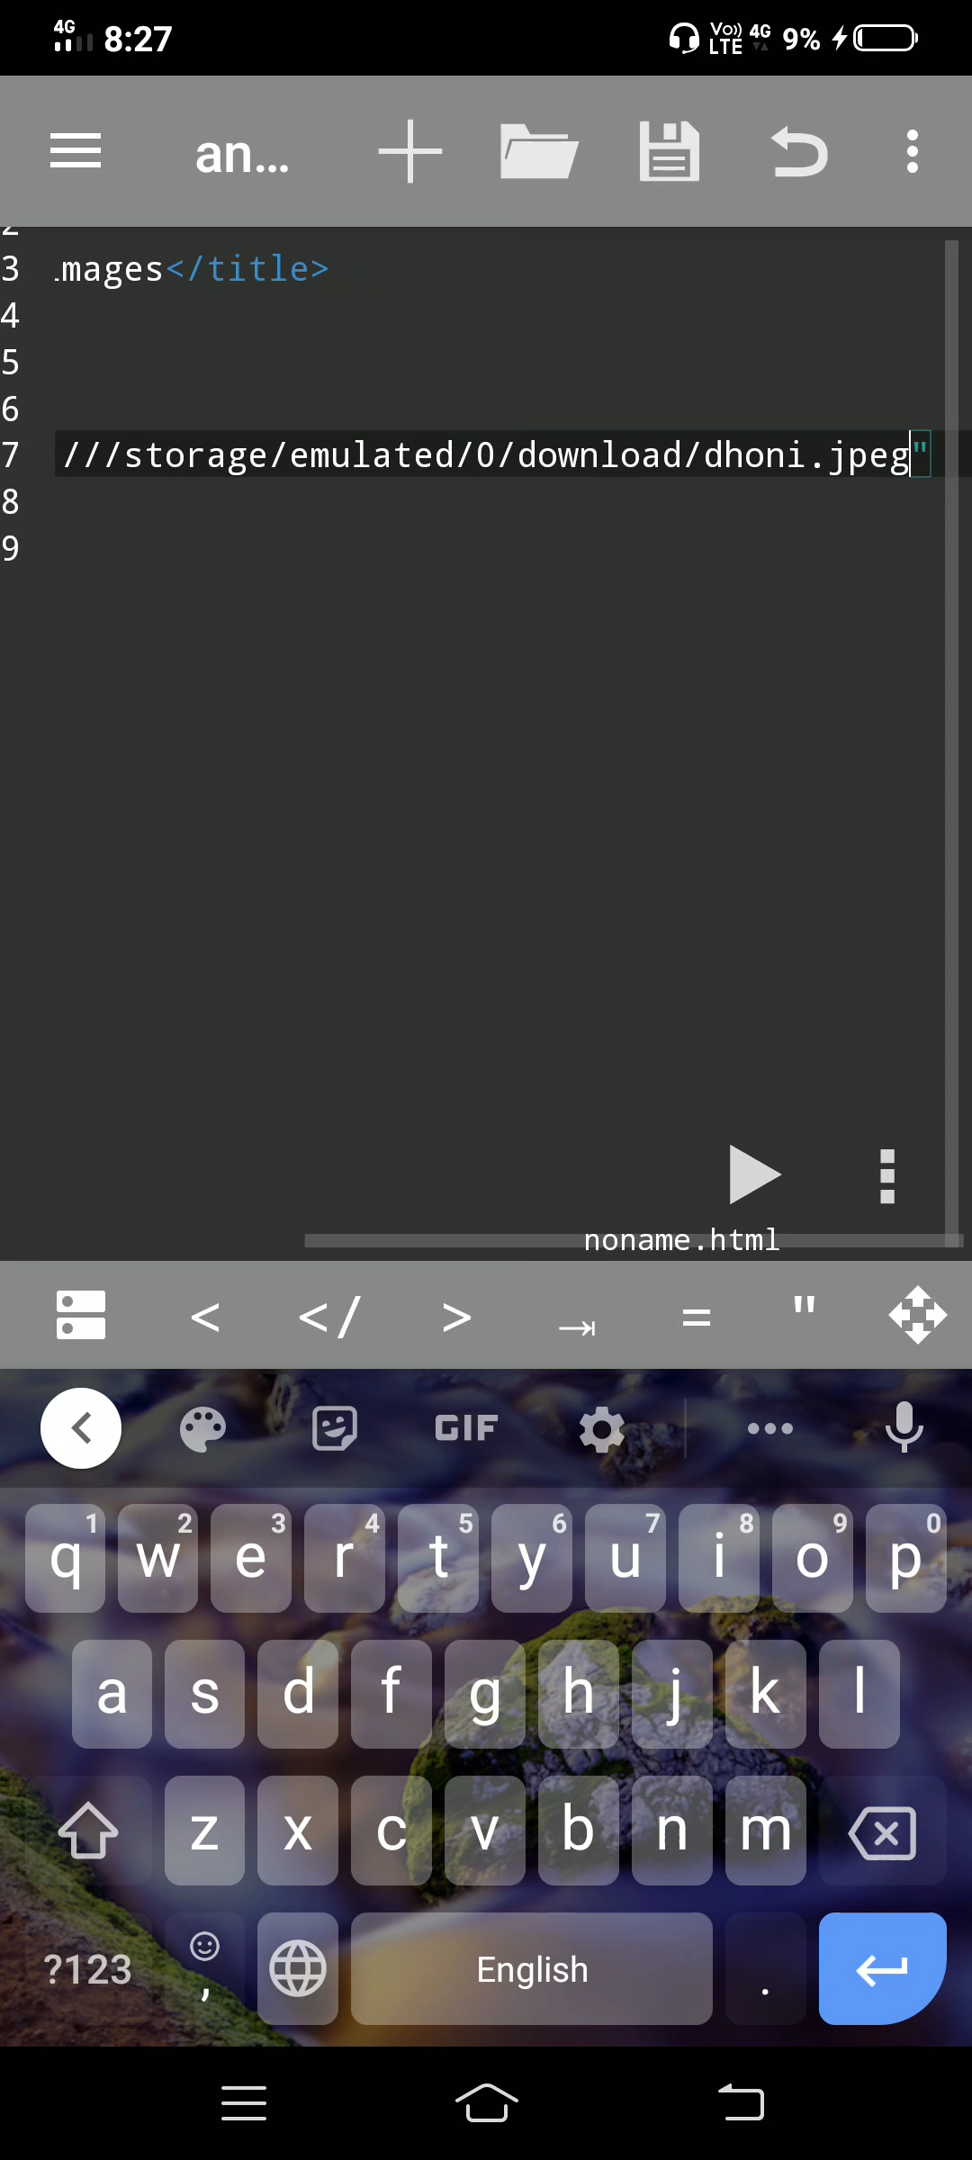 4G 8:27 Vo)) LTE 4G 9%
an...
2
3 .mages</title>
4
5
6
7 ///storage/emulated/0/download/dhoni.jpeg"
8
9
noname.html
< </ > = "
GIF
1 2 3 4 5 6 7 8 9 0
q w e r t y u i o p
a s d f g h j k l
z x c v b n m
?123 , English .